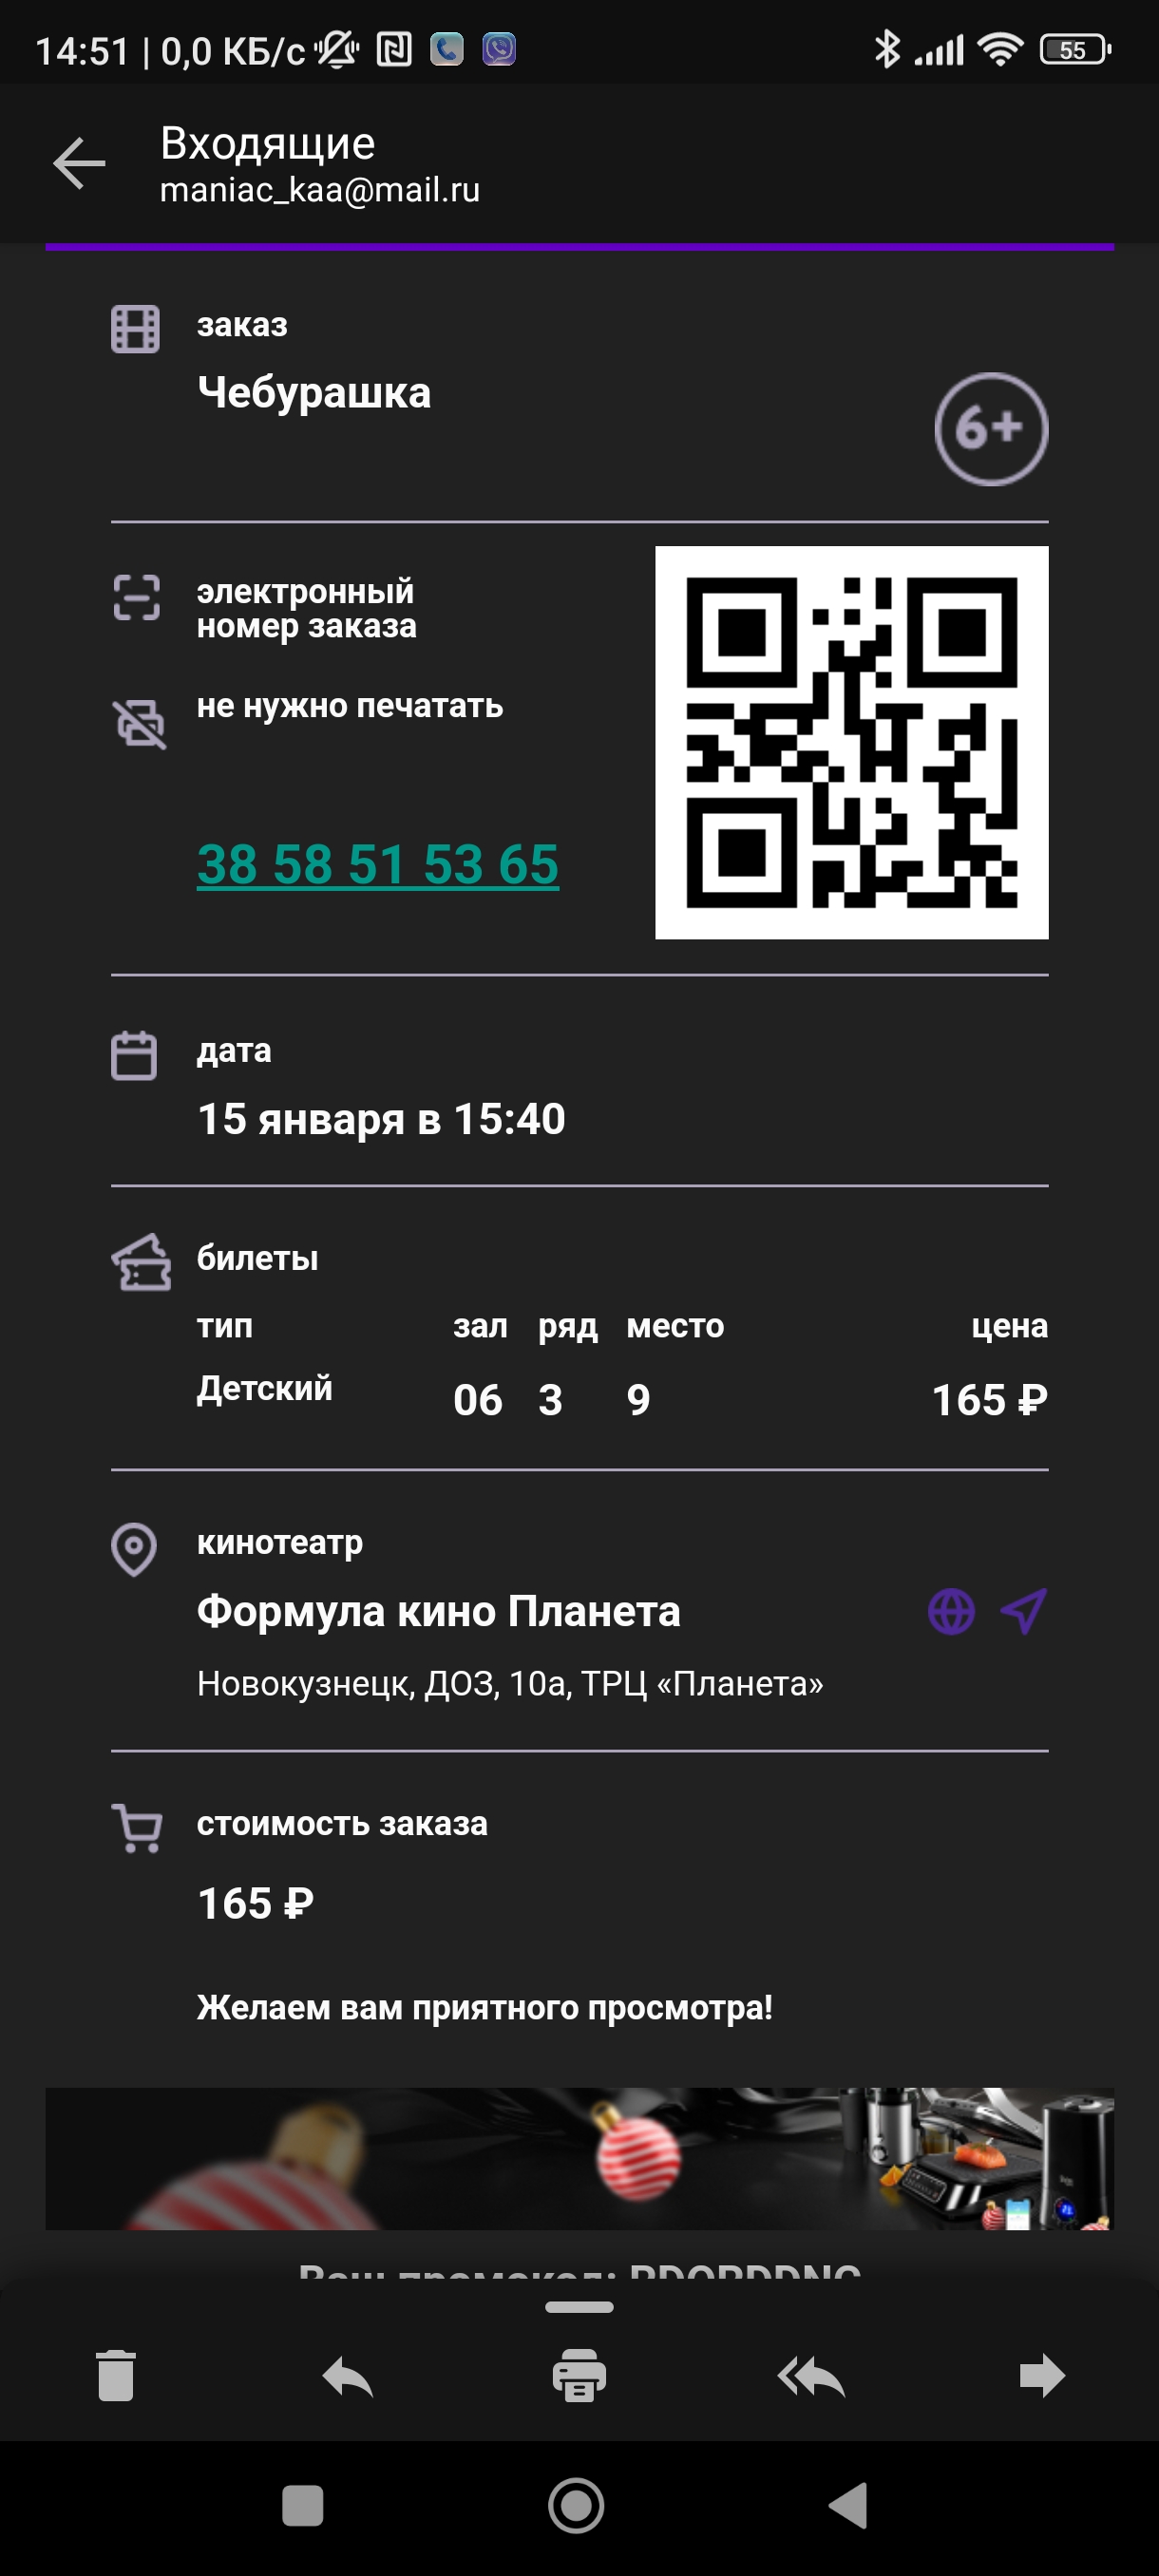 14:51 | 0,0 КБ/с
55
Входящие
maniac_kaa@mail.ru
заказ
Чебурашка
6+
электронный
номер заказа
не нужно печатать
38 58 51 53 65
дата
15 января в 15:40
билеты
тип зал ряд место цена
Детский 06 3 9 165 ₽
кинотеатр
Формула кино Планета
Новокузнецк, ДОЗ, 10а, ТРЦ «Планета»
стоимость заказа
165 ₽
Желаем вам приятного просмотра!
Ваш промокод: